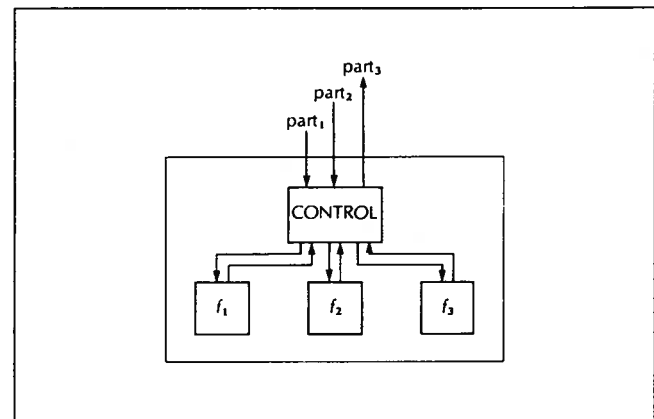 part₃
part₂
part₁
CONTROL
f₁ f₂ f₃